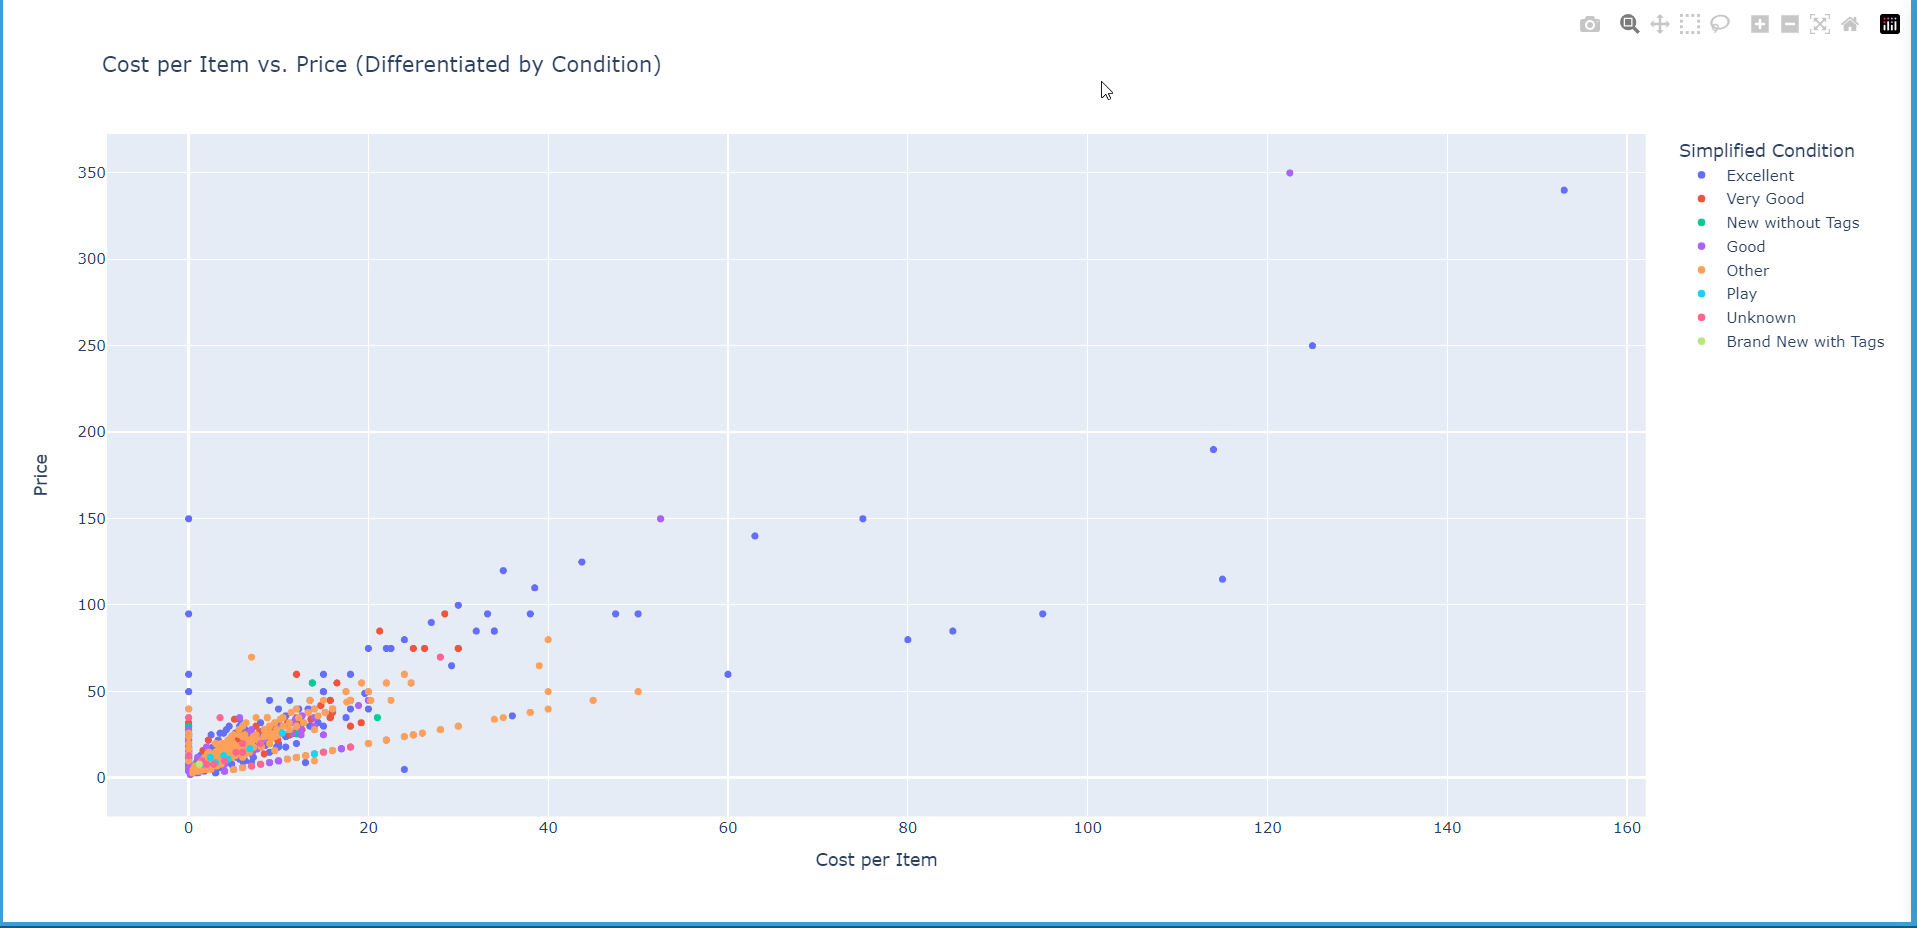 Cost per Item vs. Price (Differentiated by Condition)
Simplified Condition
Excellent
Very Good
New without Tags
Good
Other
Play
Unknown
Brand New with Tags
Price
350
300
250
200
150
100
50
0
0 20 40 60 80 100 120 140 160
Cost per Item